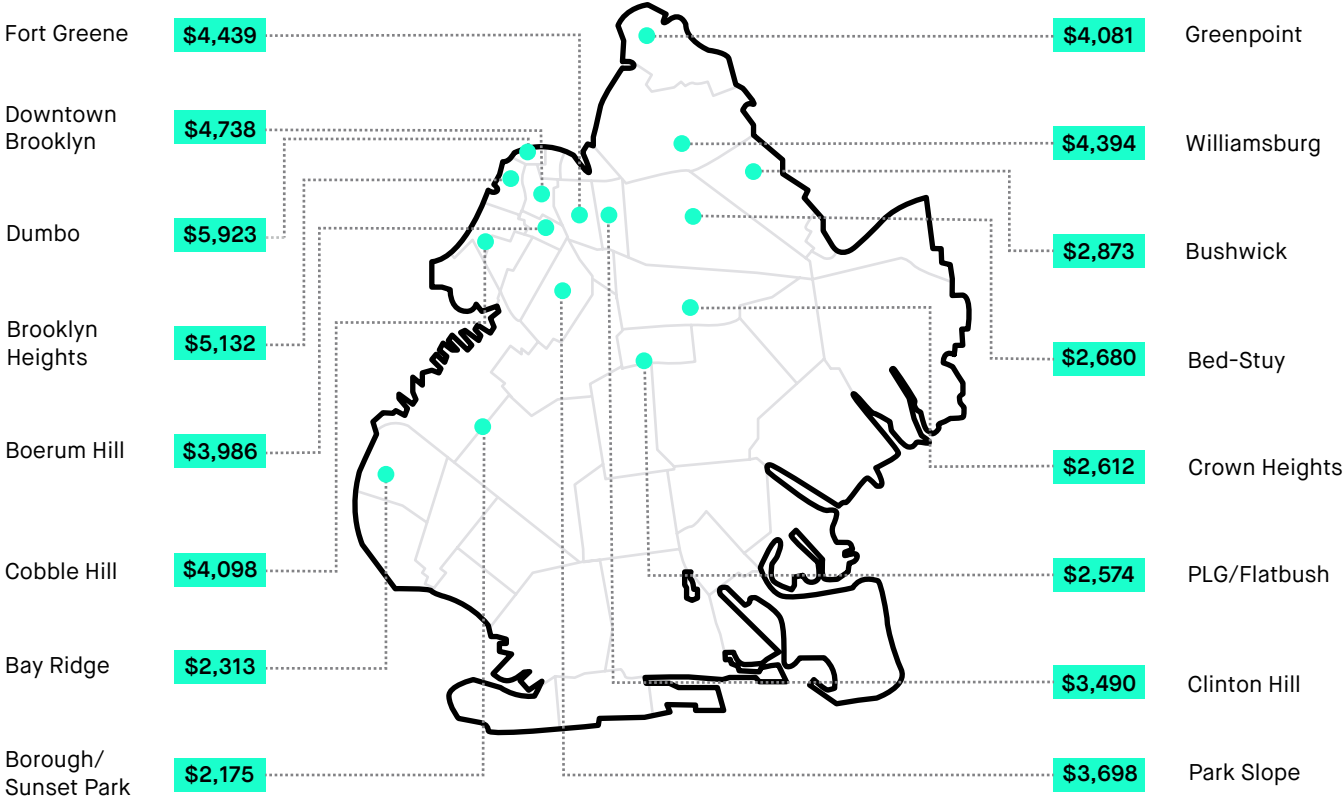 Fort Greene
$4,439
Downtown
Brooklyn
$4,738
Dumbo
$5,923
Brooklyn
Heights
$5,132
Boerum Hill
$3,986
Cobble Hill
$4,098
Bay Ridge
$2,313
Borough/
Sunset Park
$2,175
$4,081
Greenpoint
$4,394
Williamsburg
$2,873
Bushwick
$2,680
Bed-Stuy
$2,612
Crown Heights
$2,574
PLG/Flatbush
$3,490
Clinton Hill
$3,698
Park Slope